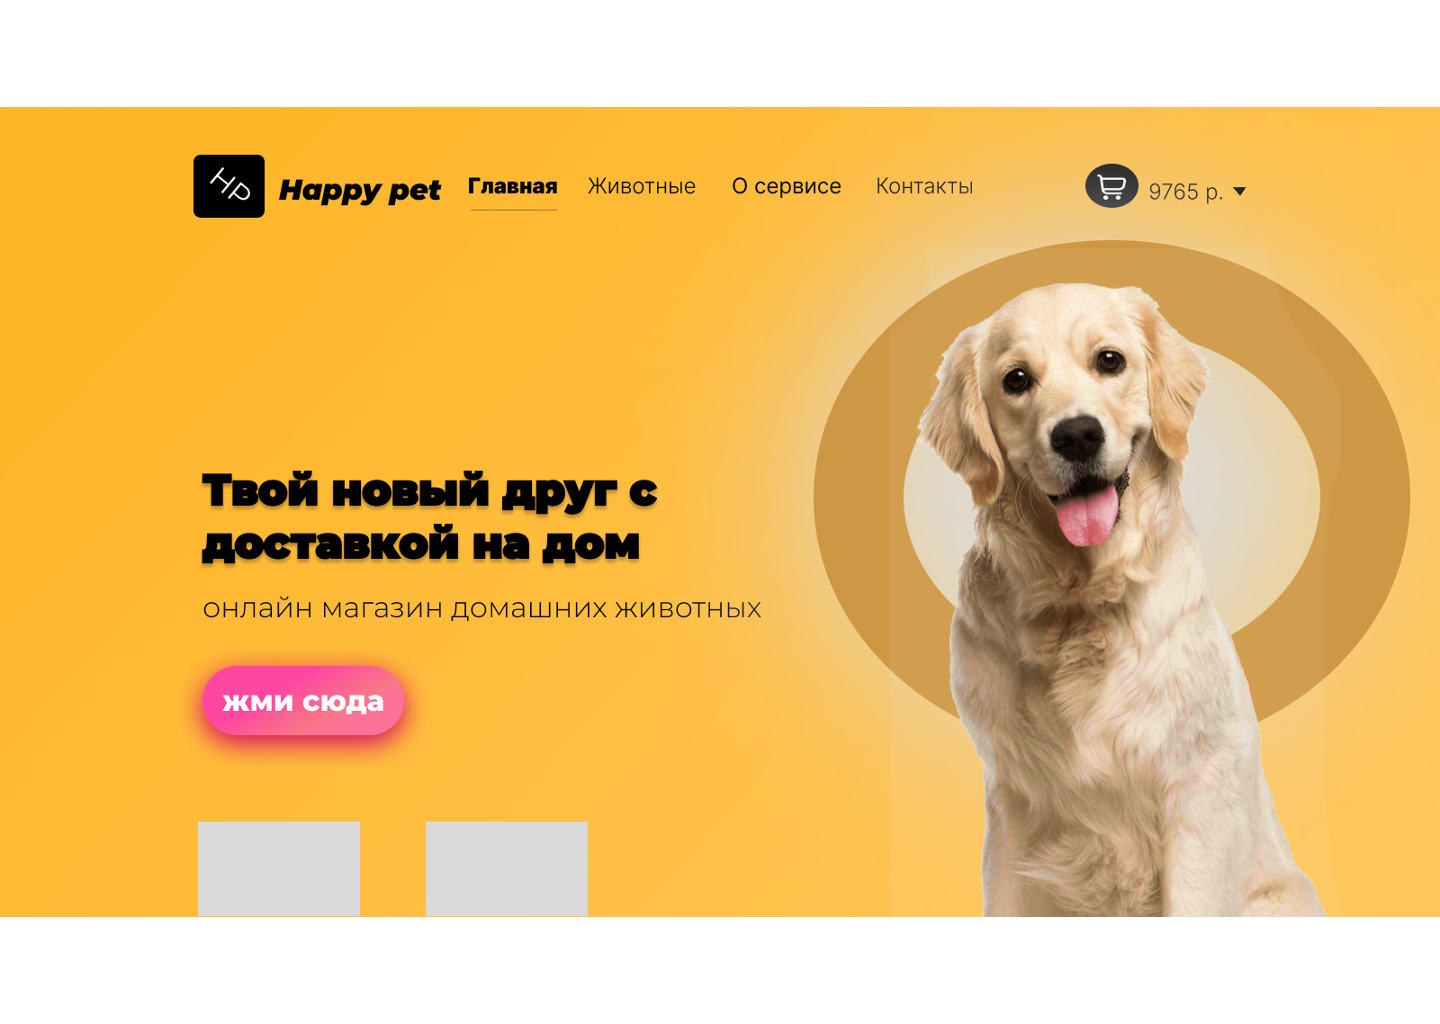 HP
Happy pet
Главная
Животные
О сервисе
Контакты
9765 р.
Твой новый друг с
доставкой на дом
онлайн магазин домашних животных
жми сюда